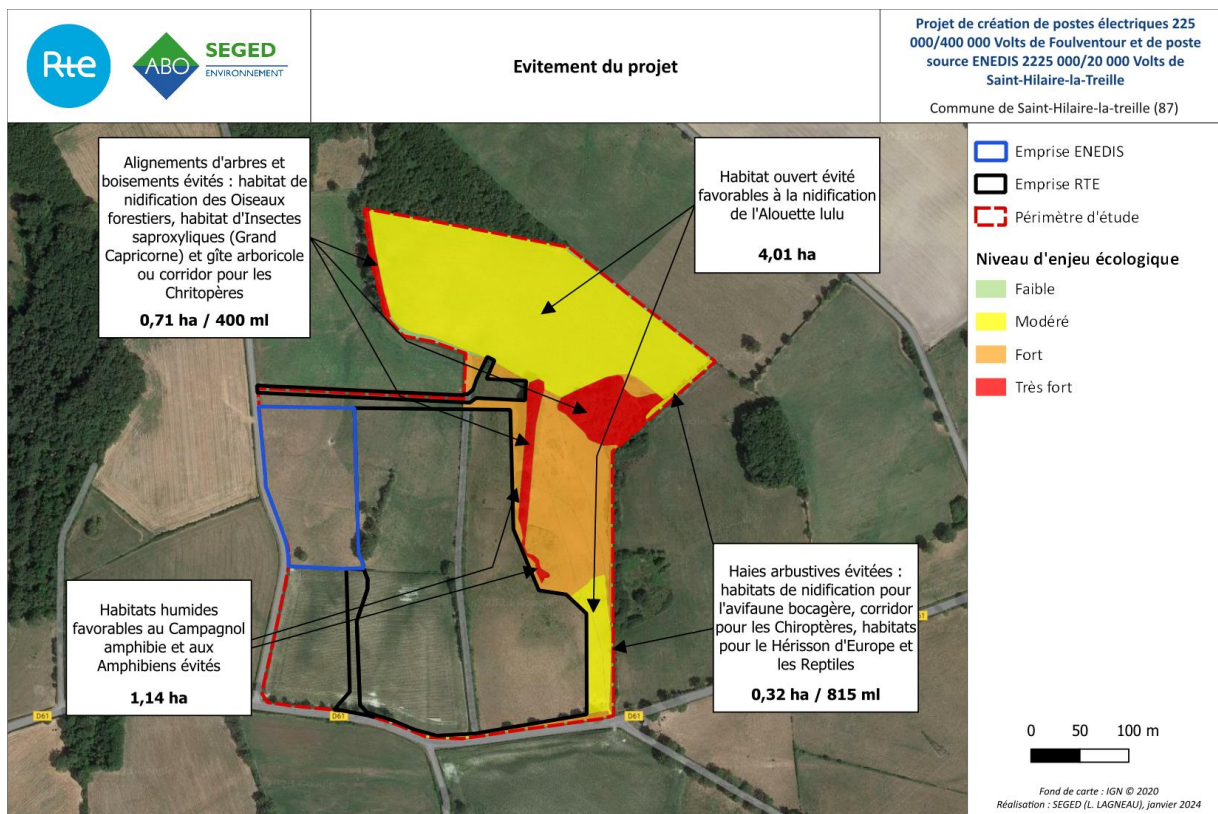 Rte
ABO
SEGED
ENVIRONNEMENT
Evitement du projet
Projet de création de postes électriques 225
000/400 000 Volts de Foulventour et de poste
source ENEDIS 2225 000/20 000 Volts de
Saint-Hilaire-la-Treille
Commune de Saint-Hilaire-la-treille (87)
Alignements d'arbres et
boisements évités : habitat de
nidification des Oiseaux
forestiers, habitat d'Insectes
saproxyliques (Grand
Capricorne) et gîte arboricole
ou corridor pour les
Chritopères
0,71 ha / 400 ml
Habitat ouvert évité
favorables à la nidification
de l'Alouette lulu
4,01 ha
Habitats humides
favorables au Campagnol
amphibie et aux
Amphibiens évités
1,14 ha
Haies arbustives évitées :
habitats de nidification pour
l'avifaune bocagère, corridor
pour les Chiroptères, habitats
pour le Hérisson d'Europe et
les Reptiles
0,32 ha / 815 ml
D61
D61
D61
Emprise ENEDIS
Emprise RTE
Périmètre d'étude
Niveau d'enjeu écologique
Faible
Modéré
Fort
Très fort
0 50 100 m
Fond de carte : IGN © 2020
Réalisation : SEGED (L. LAGNEAU), janvier 2024